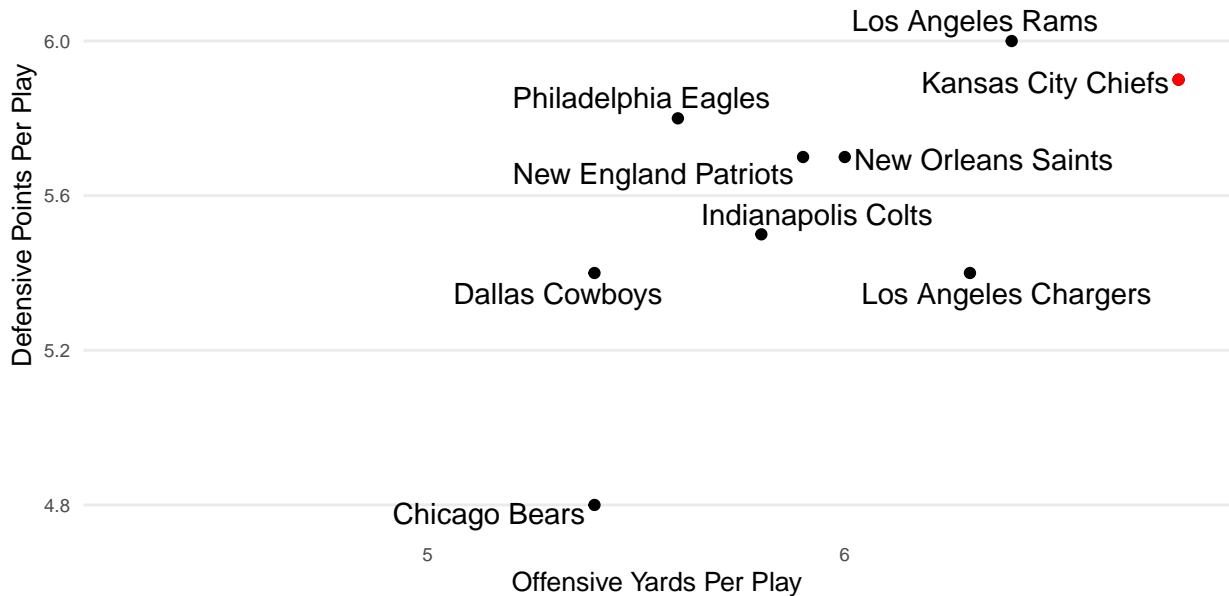 Los Angeles Rams
6.0
Kansas City Chiefs
Philadelphia Eagles
New Orleans Saints
New England Patriots
5.6
Indianapolis Colts
Dallas Cowboys
Los Angeles Chargers
5.2
4.8
Chicago Bears
5
6
Offensive Yards Per Play
Defensive Points Per Play